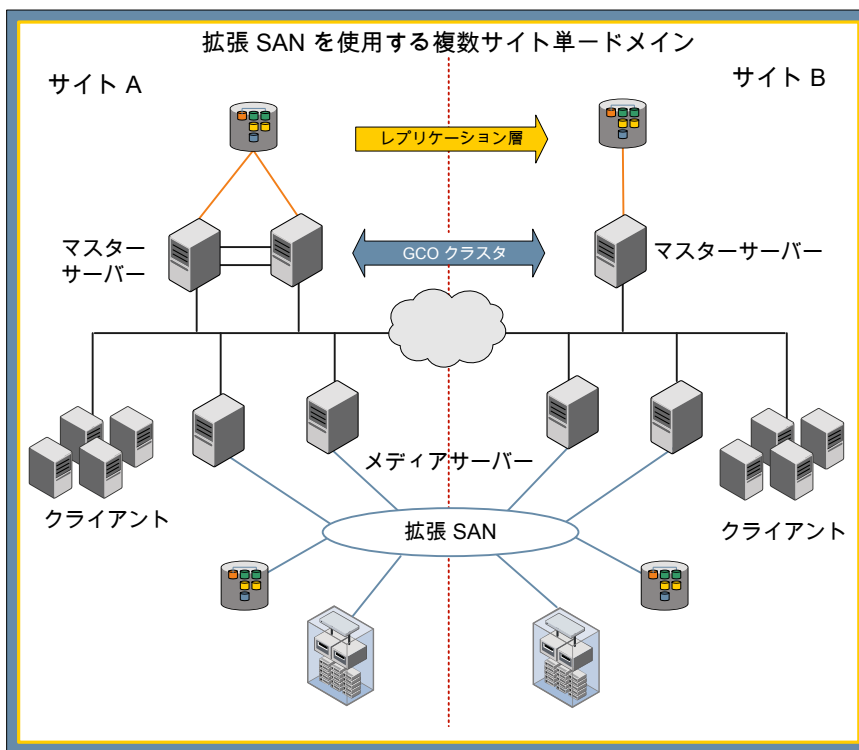 拡張 SAN を使用する複数サイト単一ドメイン
サイト A
サイト B
レプリケーション層
マスター
サーバー
GCO クラスタ
マスターサーバー
メディアサーバー
クライアント
拡張 SAN
クライアント